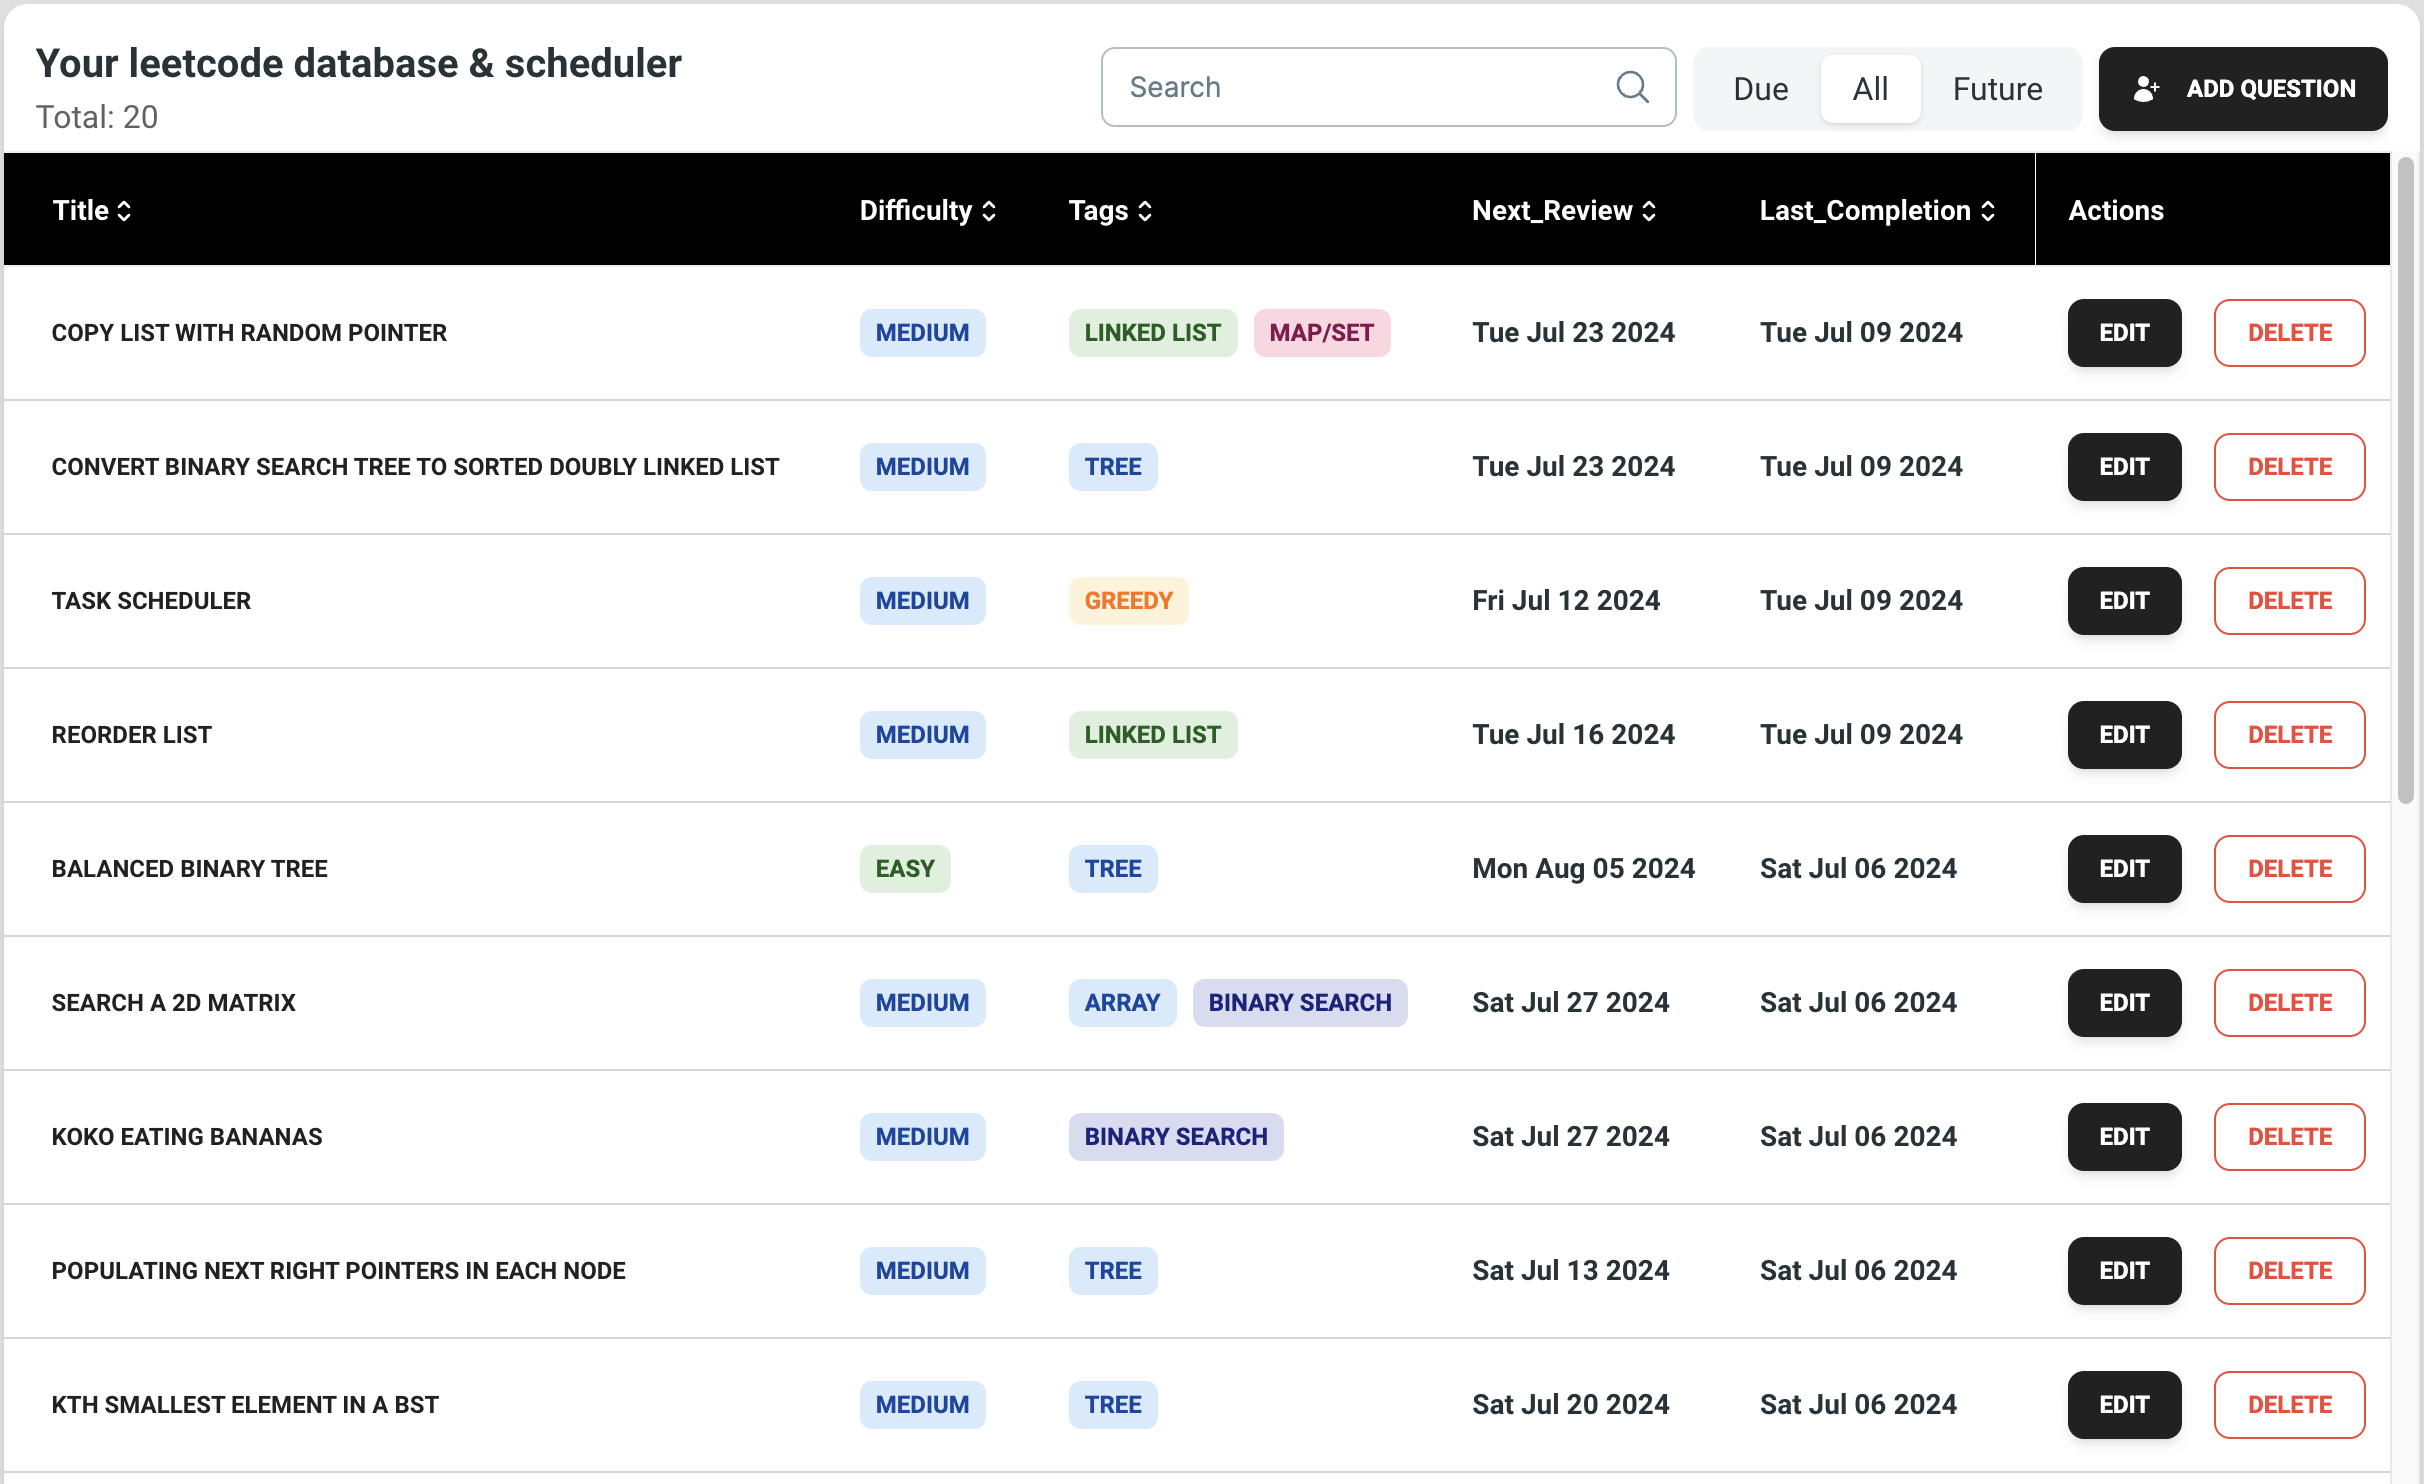 Your leetcode database & scheduler
Total: 20
Search
Due All Future
ADD QUESTION
Title Difficulty Tags Next_Review Last_Completion Actions
COPY LIST WITH RANDOM POINTER MEDIUM LINKED LIST MAP/SET Tue Jul 23 2024 Tue Jul 09 2024 EDIT DELETE
CONVERT BINARY SEARCH TREE TO SORTED DOUBLY LINKED LIST MEDIUM TREE Tue Jul 23 2024 Tue Jul 09 2024 EDIT DELETE
TASK SCHEDULER MEDIUM GREEDY Fri Jul 12 2024 Tue Jul 09 2024 EDIT DELETE
REORDER LIST MEDIUM LINKED LIST Tue Jul 16 2024 Tue Jul 09 2024 EDIT DELETE
BALANCED BINARY TREE EASY TREE Mon Aug 05 2024 Sat Jul 06 2024 EDIT DELETE
SEARCH A 2D MATRIX MEDIUM ARRAY BINARY SEARCH Sat Jul 27 2024 Sat Jul 06 2024 EDIT DELETE
KOKO EATING BANANAS MEDIUM BINARY SEARCH Sat Jul 27 2024 Sat Jul 06 2024 EDIT DELETE
POPULATING NEXT RIGHT POINTERS IN EACH NODE MEDIUM TREE Sat Jul 13 2024 Sat Jul 06 2024 EDIT DELETE
KTH SMALLEST ELEMENT IN A BST MEDIUM TREE Sat Jul 20 2024 Sat Jul 06 2024 EDIT DELETE